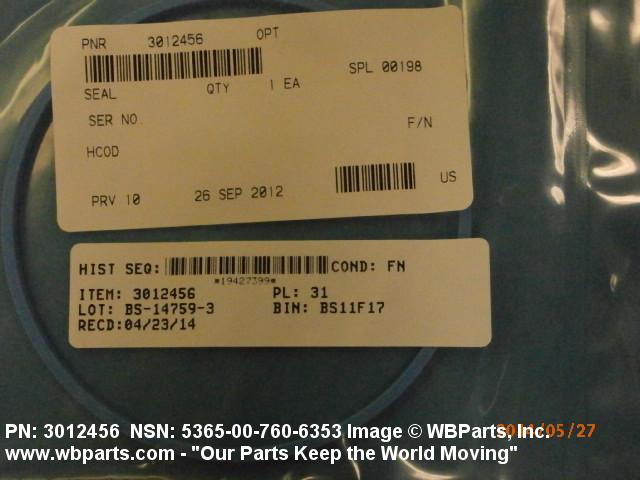 PNR 3012456 OPT
SPL 00198
SEAL QTY 1 EA
SER NO.
F/N
HCOD
PRV 10 26 SEP 2012 US
HIST SEQ: COND: FN
*19427399*
ITEM: 3012456 PL: 31
LOT: BS-14759-3 BIN: BS11F17
RECD:04/23/14
PN: 3012456 NSN: 5365-00-760-6353 Image © WBParts, Inc.
/05/27
www.wbparts.com - "Our Parts Keep the World Moving"